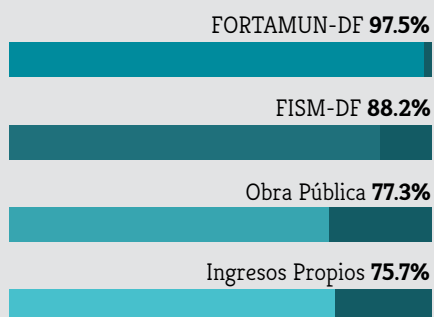 FORTAMUN-DF 97.5%
FISM-DF 88.2%
Obra Pública 77.3%
Ingresos Propios 75.7%